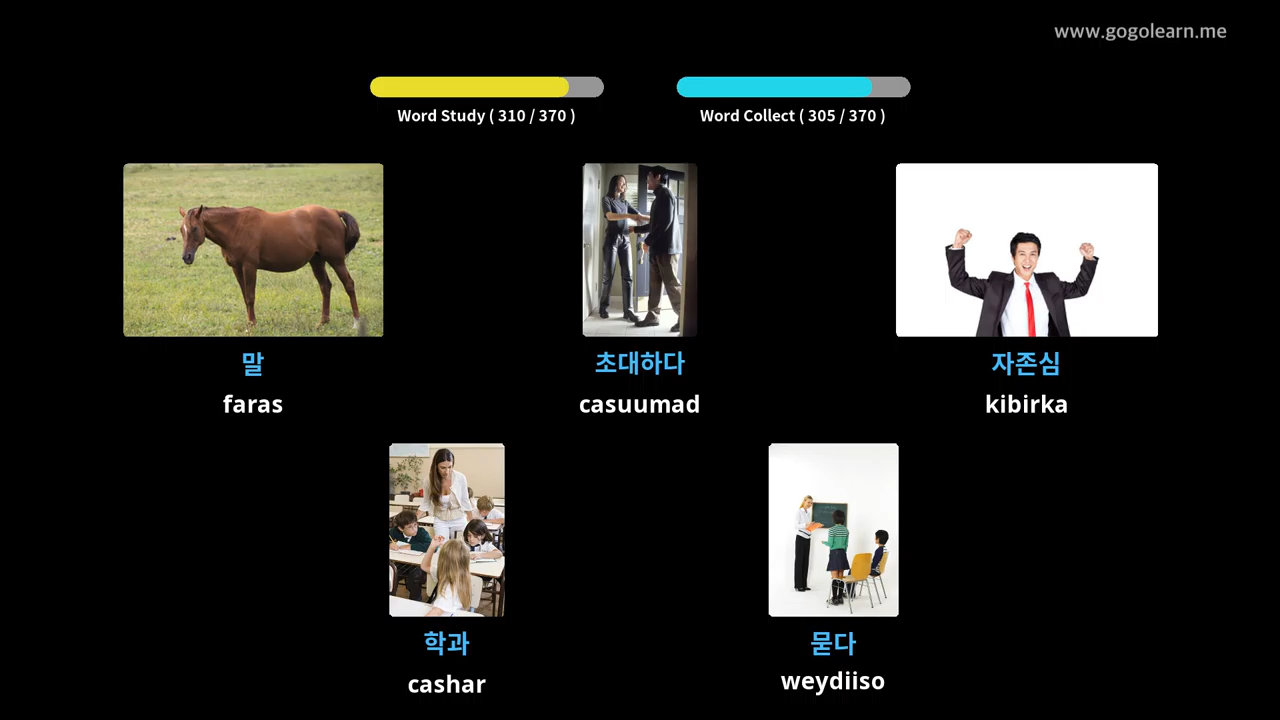 www.gogolearn.me
Word Study ( 310 / 370 )
Word Collect ( 305 / 370 )
말
초대하다
자존심
faras
casuumad
kibirka
학과
묻다
cashar
weydiiso